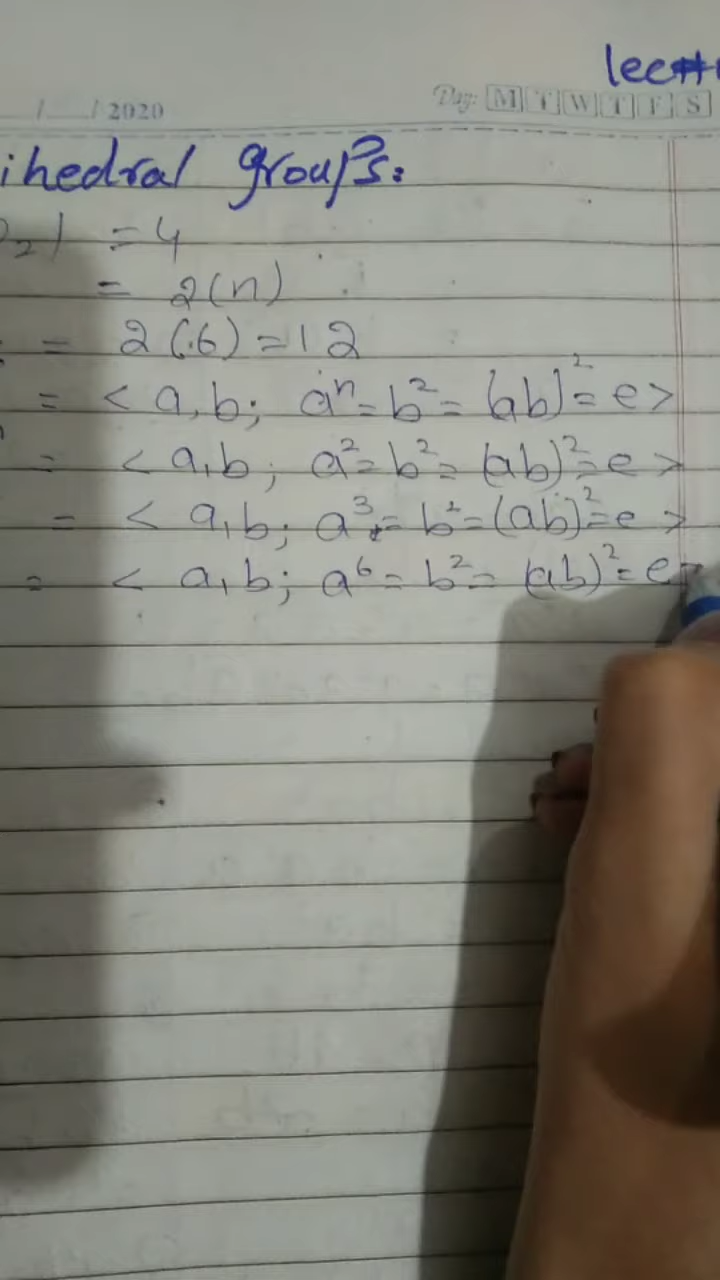 lec#
/ / 2020 Day: M T W T F S
ihedral groups:
2) = 4
= 2(n)
= 2(.6) = 12
= < a, b; aⁿ = b² = (ab)² = e >
= < a, b; a² = b² = (ab)² = e >
= < a, b; a³ = b² = (ab)² = e >
= < a, b; a⁶ = b² = (ab)² = e >